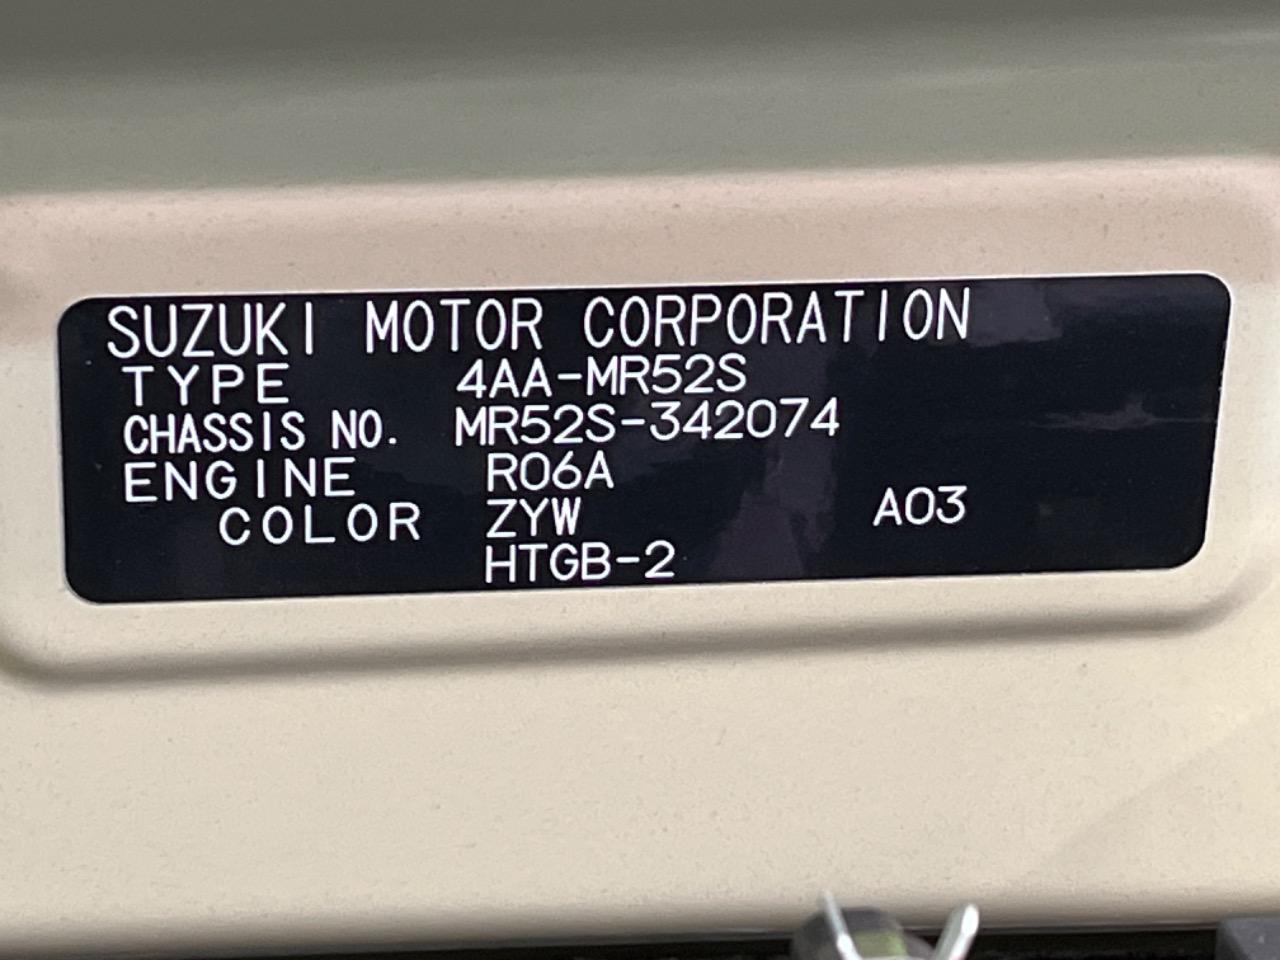 SUZUKI MOTOR CORPORATION
TYPE 4AA-MR52S
CHASSIS NO. MR52S-342074
ENGINE R06A
COLOR ZYW A03
HTGB-2